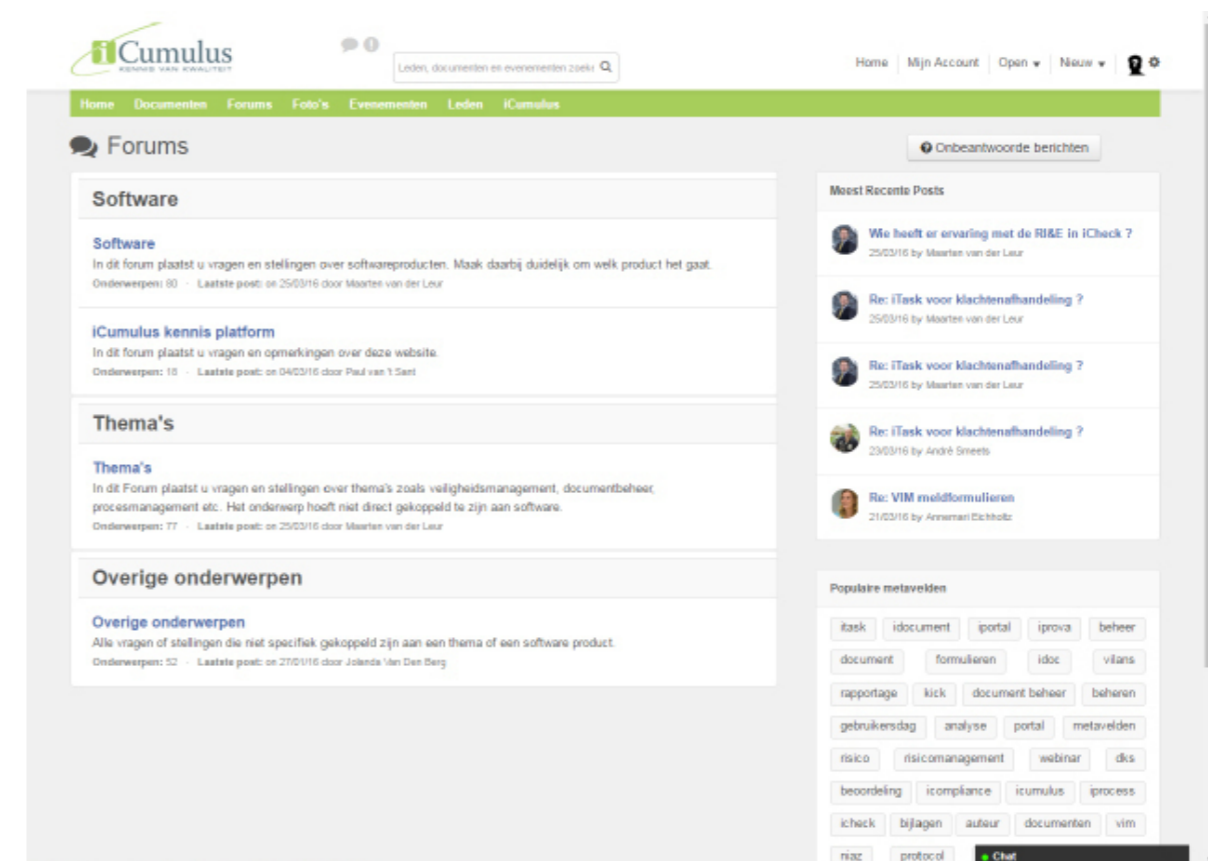 iCumulus
KENNIS VAN KWALITEIT
Leden, documenten en evenementen zoeke
Home Mijn Account Open Nieuw
Home Documenten Forums Foto's Evenementen Leden iCumulus
Forums
Onbeantwoorde berichten
Software
Software
In dit forum plaatst u vragen en stellingen over softwareproducten. Maak daarbij duidelijk om welk product het gaat.
Onderwerpen: 80 · Laatste post: on 25/03/16 door Maarten van der Leur
iCumulus kennis platform
In dit forum plaatst u vragen en opmerkingen over deze website.
Onderwerpen: 18 · Laatste post: on 04/03/16 door Paul van 't Sant
Thema's
Thema's
In dit Forum plaatst u vragen en stellingen over thema's zoals veiligheidsmanagement, documentbeheer,
procesmanagement etc. Het onderwerp hoeft niet direct gekoppeld te zijn aan software.
Onderwerpen: 77 · Laatste post: on 25/03/16 door Maarten van der Leur
Overige onderwerpen
Overige onderwerpen
Alle vragen of stellingen die niet specifiek gekoppeld zijn aan een thema of een software product.
Onderwerpen: 52 · Laatste post: on 27/01/16 door Jolanda Van Den Berg
Meest Recente Posts
Wie heeft er ervaring met de RI&E in iCheck ?
25/03/16 by Maarten van der Leur
Re: iTask voor klachtenafhandeling ?
25/03/16 by Maarten van der Leur
Re: iTask voor klachtenafhandeling ?
25/03/16 by Maarten van der Leur
Re: iTask voor klachtenafhandeling ?
23/03/16 by André Smeets
Re: VIM meldformulieren
21/03/16 by Annemari Eichholtz
Populaire metavelden
itask idocument iportal iprova beheer
document formulieren idoc vilans
rapportage kick document beheer beheren
gebruikersdag analyse portal metavelden
risico risicomanagement webinar dks
beoordeling icompliance icumulus iprocess
icheck bijlagen auteur documenten vim
niaz protocol
Chat